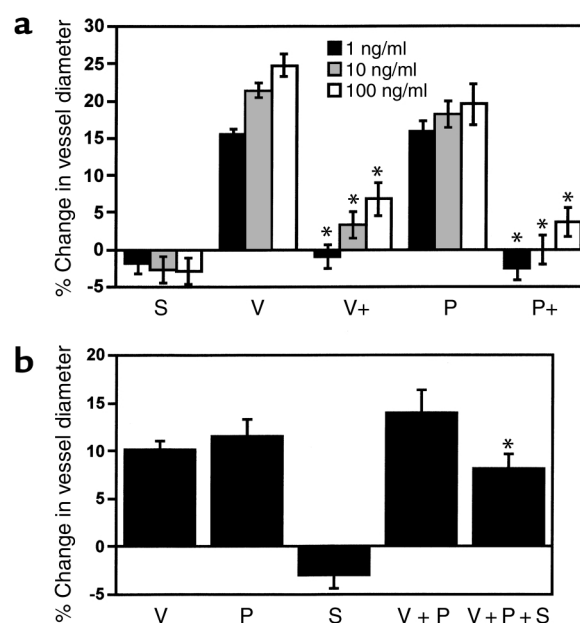 a
% Change in vessel diameter
30
25
20
15
10
5
0
-5
1 ng/ml
10 ng/ml
100 ng/ml
* * *
* * *
S V V+ P P+
b
% Change in vessel diameter
20
15
10
5
0
-5
*
V P S V + P V + P + S